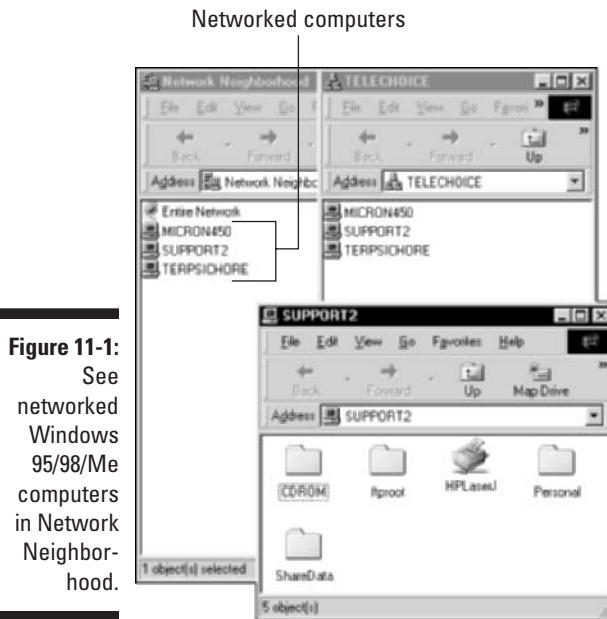 Networked computers
Network Neighborhood
File Edit View Go F
Back Forward
Address Network Neighbc
Entire Network
MICRON450
SUPPORT2
TERPSICHORE
1 object(s) selected
TELECHOICE
File Edit View Go Favori »
Back Forward Up »
Address TELECHOICE
MICRON450
SUPPORT2
TERPSICHORE
SUPPORT2
File Edit View Go Favorites Help
Back Forward Up Map Drive »
Address SUPPORT2
CDROM ftproot HPLaserJ Personal
ShareData
5 object(s)
Figure 11-1:
See
networked
Windows
95/98/Me
computers
in Network
Neighbor-
hood.